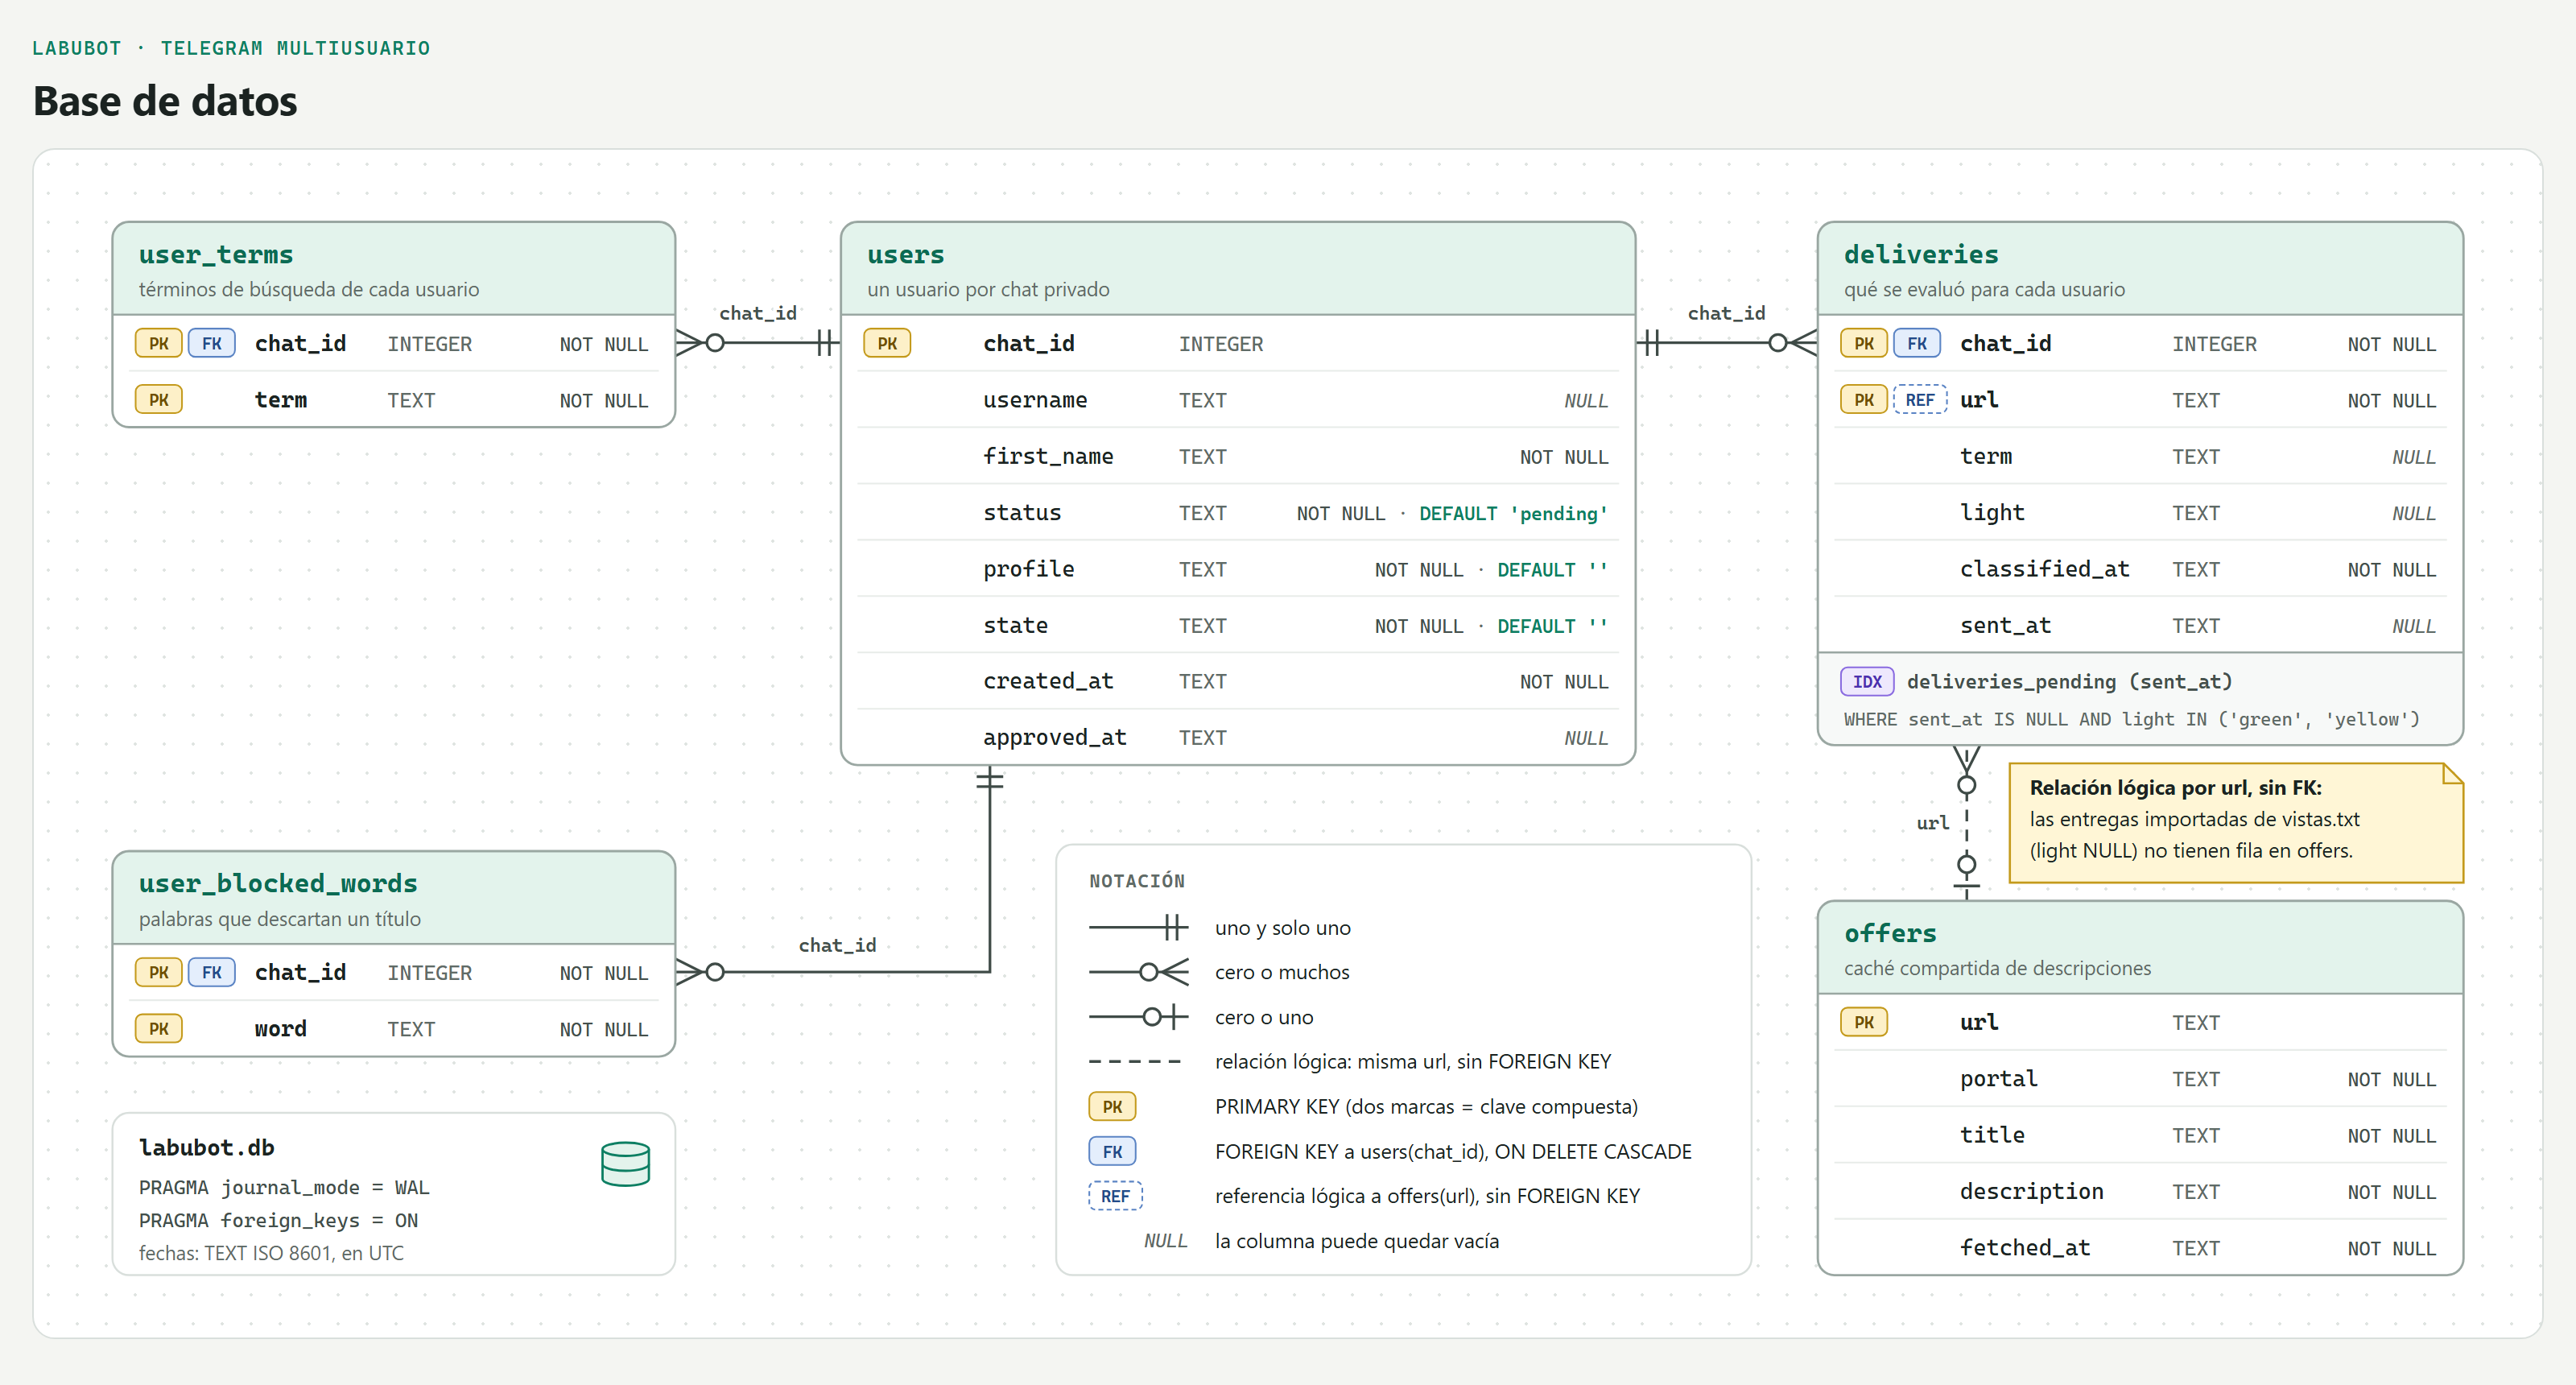 LABUBOT · TELEGRAM MULTIUSUARIO
Base de datos
user_terms
términos de búsqueda de cada usuario
PK FK chat_id INTEGER NOT NULL
PK term TEXT NOT NULL
chat_id
users
un usuario por chat privado
PK chat_id INTEGER
username TEXT NULL
first_name TEXT NOT NULL
status TEXT NOT NULL · DEFAULT 'pending'
profile TEXT NOT NULL · DEFAULT ''
state TEXT NOT NULL · DEFAULT ''
created_at TEXT NOT NULL
approved_at TEXT NULL
chat_id
deliveries
qué se evaluó para cada usuario
PK FK chat_id INTEGER NOT NULL
PK REF url TEXT NOT NULL
term TEXT NULL
light TEXT NULL
classified_at TEXT NOT NULL
sent_at TEXT NULL
IDX deliveries_pending (sent_at)
WHERE sent_at IS NULL AND light IN ('green', 'yellow')
url
Relación lógica por url, sin FK:
las entregas importadas de vistas.txt
(light NULL) no tienen fila en offers.
user_blocked_words
palabras que descartan un título
PK FK chat_id INTEGER NOT NULL
PK word TEXT NOT NULL
chat_id
labubot.db
PRAGMA journal_mode = WAL
PRAGMA foreign_keys = ON
fechas: TEXT ISO 8601, en UTC
NOTACIÓN
uno y solo uno
cero o muchos
cero o uno
relación lógica: misma url, sin FOREIGN KEY
PK PRIMARY KEY (dos marcas = clave compuesta)
FK FOREIGN KEY a users(chat_id), ON DELETE CASCADE
REF referencia lógica a offers(url), sin FOREIGN KEY
NULL la columna puede quedar vacía
offers
caché compartida de descripciones
PK url TEXT
portal TEXT NOT NULL
title TEXT NOT NULL
description TEXT NOT NULL
fetched_at TEXT NOT NULL